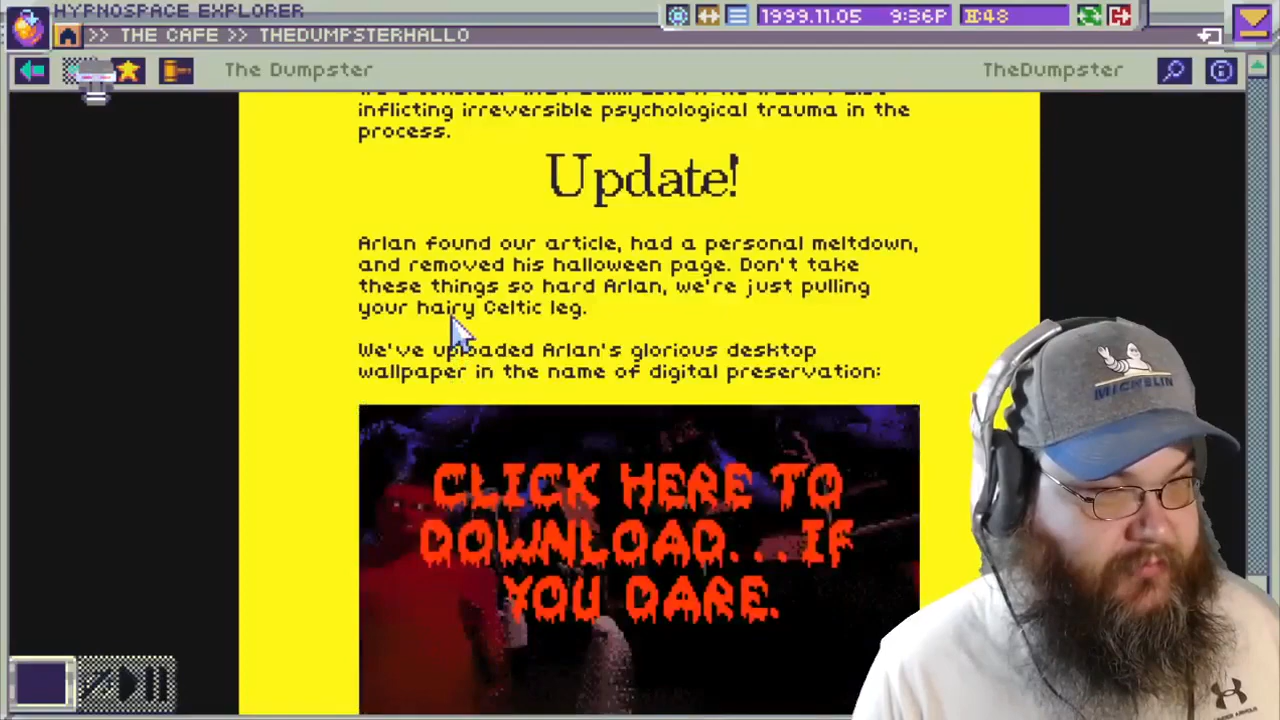 HYPNOSPACE EXPLORER
1999.11.05 9:36P
48
>> THE CAFE >> THEDUMPSTERHALLO
The Dumpster
TheDumpster
inflicting irreversible psychological trauma in the
process.
Update!
Arlan found our article, had a personal meltdown,
and removed his halloween page. Don't take
these things so hard Arlan, we're just pulling
your hairy Celtic leg.
We've uploaded Arlan's glorious desktop
wallpaper in the name of digital preservation:
CLICK HERE TO
DOWNLOAD...IF
YOU DARE.
MICHELIN